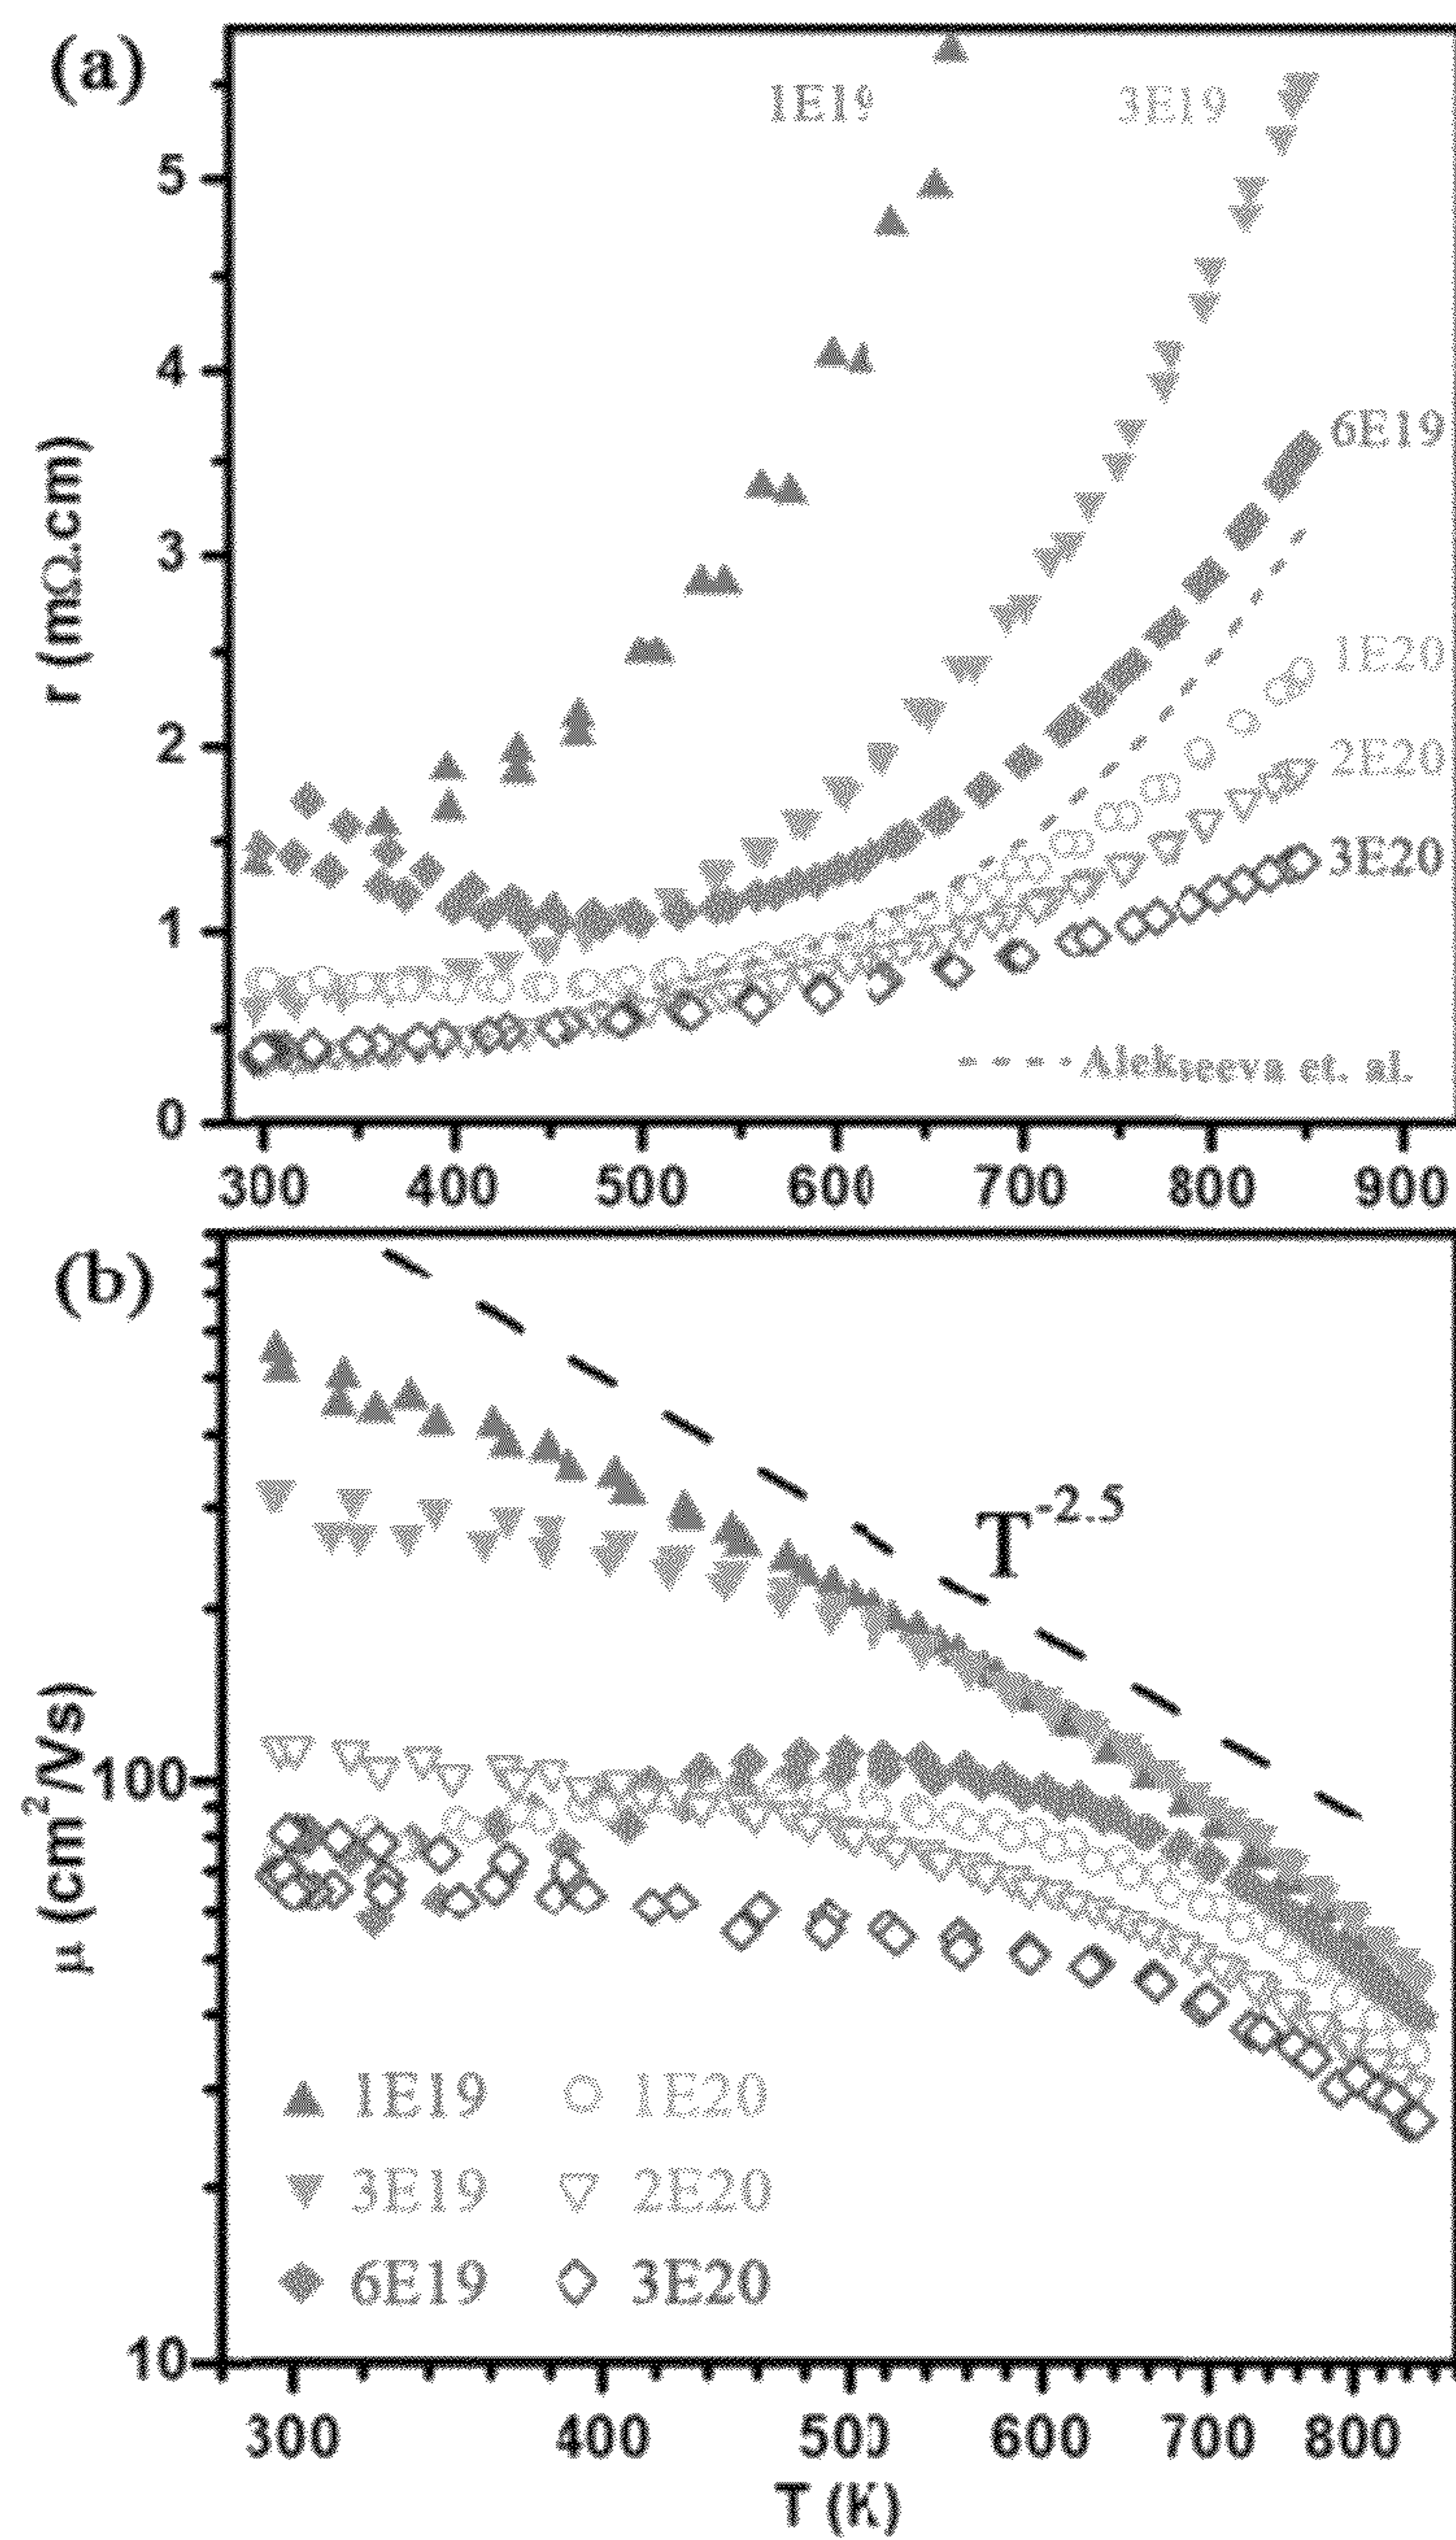 (a)
1E19 3E19
5
4
6E19
r (mΩ.cm)
3
1E20
2
2E20
3E20
1
Alekseeva et. al.
0
300 400 500 600 700 800 900
(b)
T-2.5
μ (cm2/Vs)
100
1E19 1E20
3E19 2E20
6E19 3E20
10
300 400 500 600 700 800
T (K)